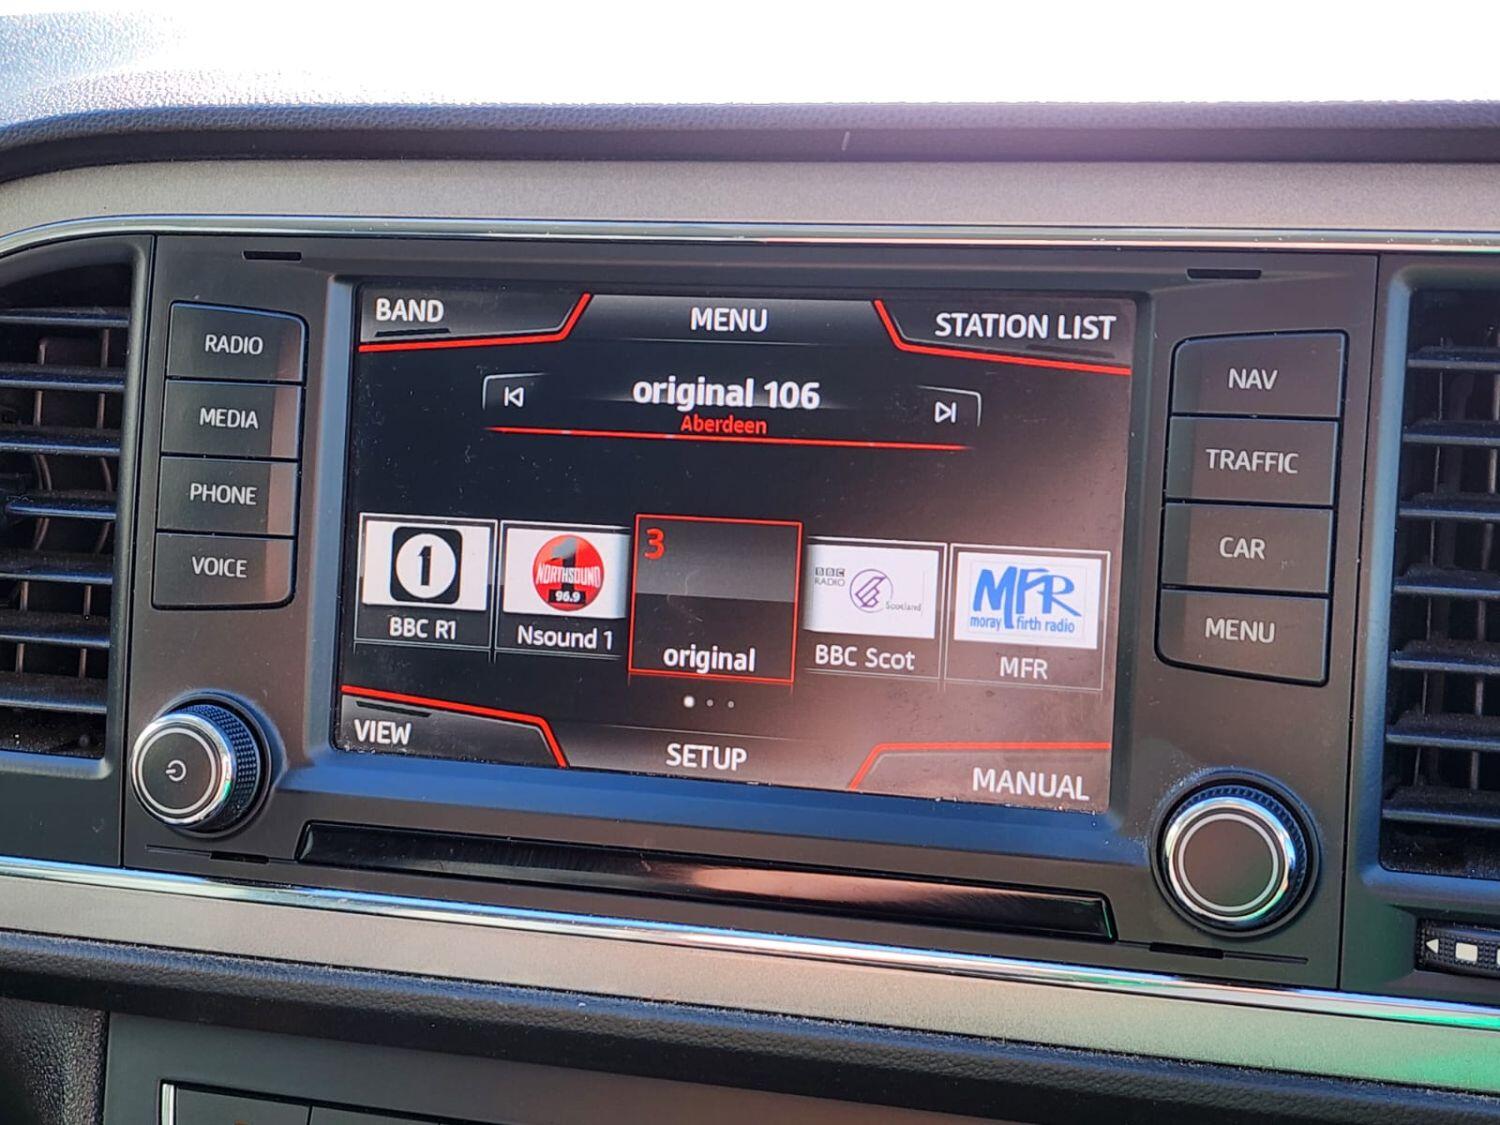 BAND
MENU
STATION LIST
original 106
Aberdeen
RADIO
MEDIA
PHONE
VOICE
NAV
TRAFFIC
CAR
MENU
1
BBC R1
1
NORTHSOUND
96.9
Nsound 1
3
original
BBC
RADIO
Scotland
BBC Scot
MFR
moray firth radio
MFR
VIEW
SETUP
MANUAL